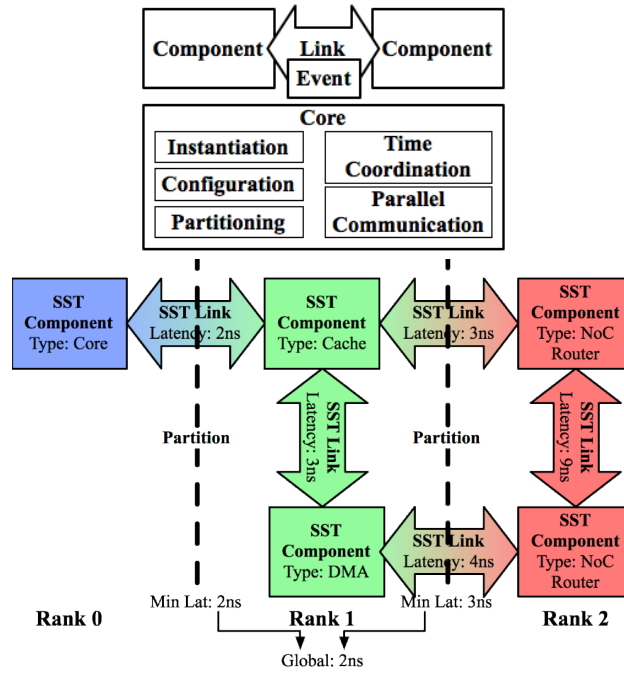 Component
Link
Component
Event
Core
Instantiation
Configuration
Partitioning
Time
Coordination
Parallel
Communication
SST
Component
Type: Core
SST Link
Latency: 2ns
SST
Component
Type: Cache
SST Link
Latency: 3ns
SST
Component
Type: NoC
Router
Partition
SST Link
Latency: 3ns
Partition
SST Link
Latency: 9ns
SST
Component
Type: DMA
SST Link
Latency: 4ns
SST
Component
Type: NoC
Router
Rank 0
Min Lat: 2ns
Rank 1
Min Lat: 3ns
Rank 2
Global: 2ns